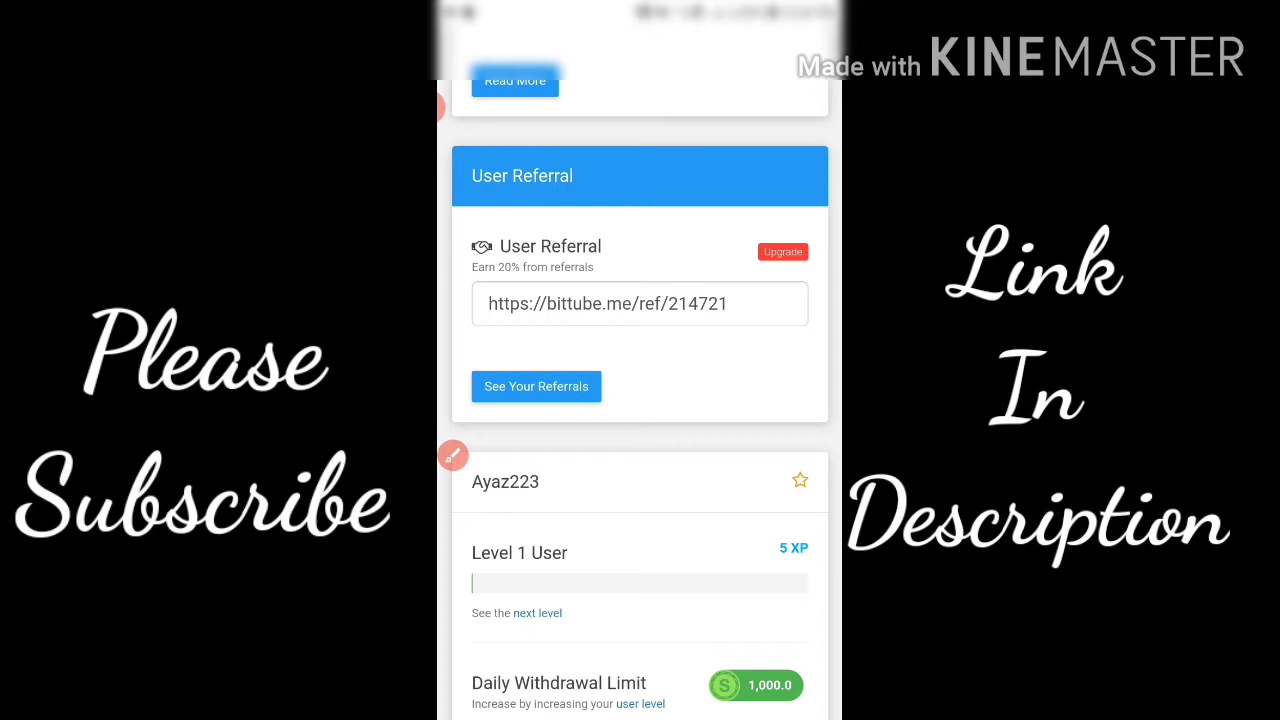 Made with KINEMASTER
Read More
User Referral
User Referral
Upgrade
Earn 20% from referrals
https://bittube.me/ref/214721
See Your Referrals
Ayaz223
Level 1 User
5 XP
See the next level
Daily Withdrawal Limit
S 1,000.0
Increase by increasing your user level
Please
Subscribe
Link
In
Description